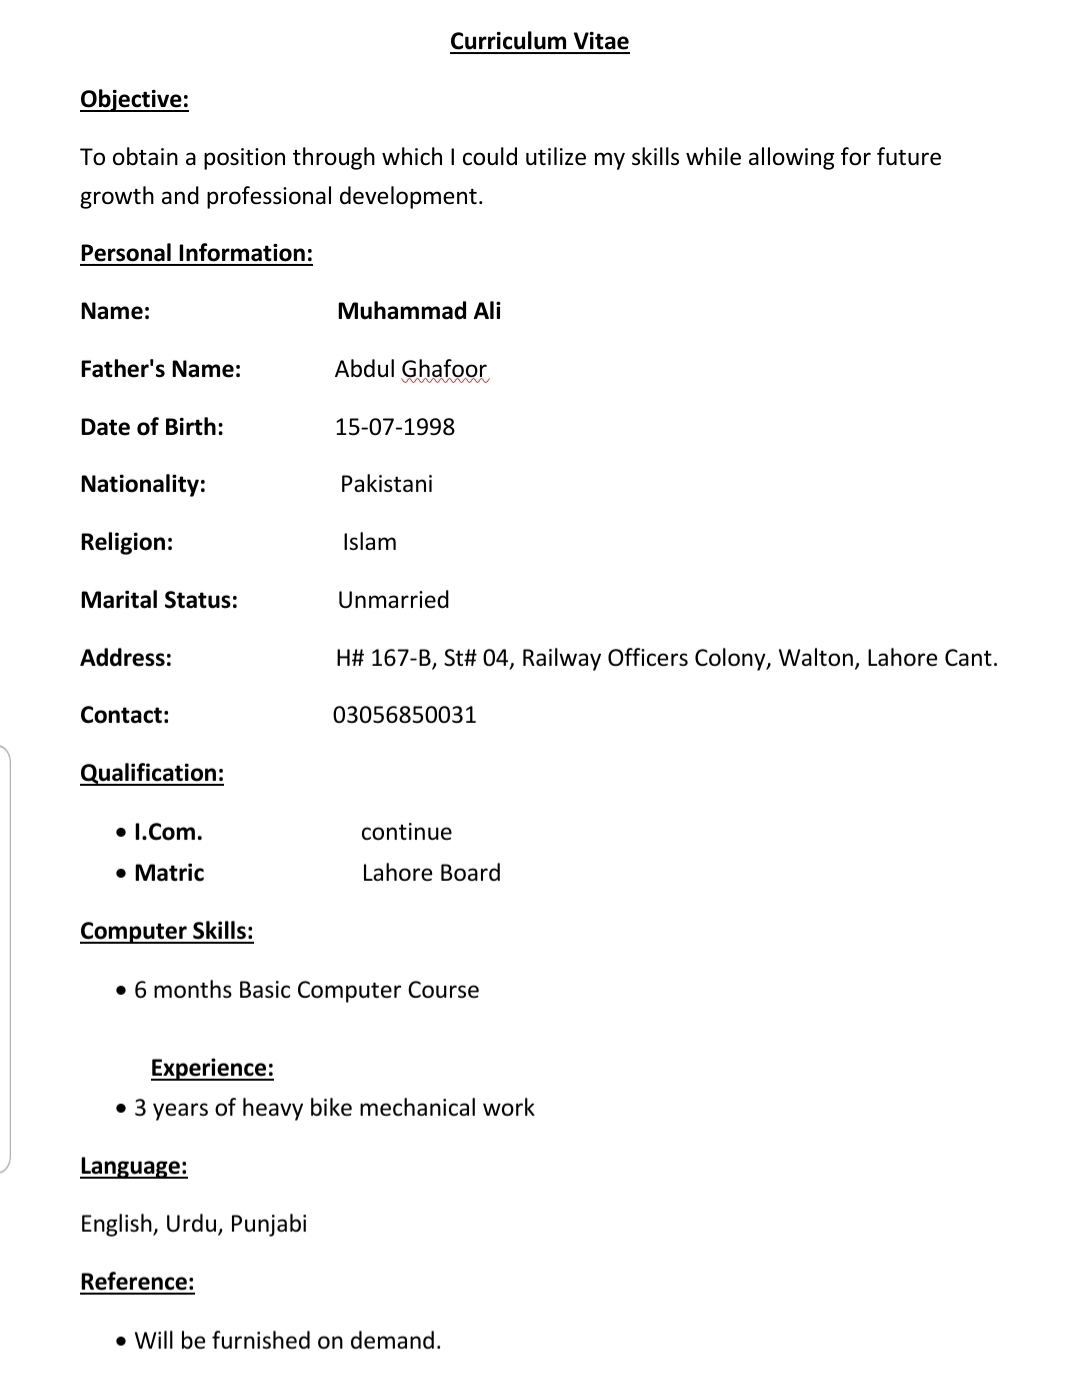 Curriculum Vitae
Objective:
To obtain a position through which I could utilize my skills while allowing for future
growth and professional development.
Personal Information:
Name: Muhammad Ali
Father's Name: Abdul Ghafoor
Date of Birth: 15-07-1998
Nationality: Pakistani
Religion: Islam
Marital Status: Unmarried
Address: H# 167-B, St# 04, Railway Officers Colony, Walton, Lahore Cant.
Contact: 03056850031
Qualification:
• I.Com. continue
• Matric Lahore Board
Computer Skills:
• 6 months Basic Computer Course
Experience:
• 3 years of heavy bike mechanical work
Language:
English, Urdu, Punjabi
Reference:
• Will be furnished on demand.